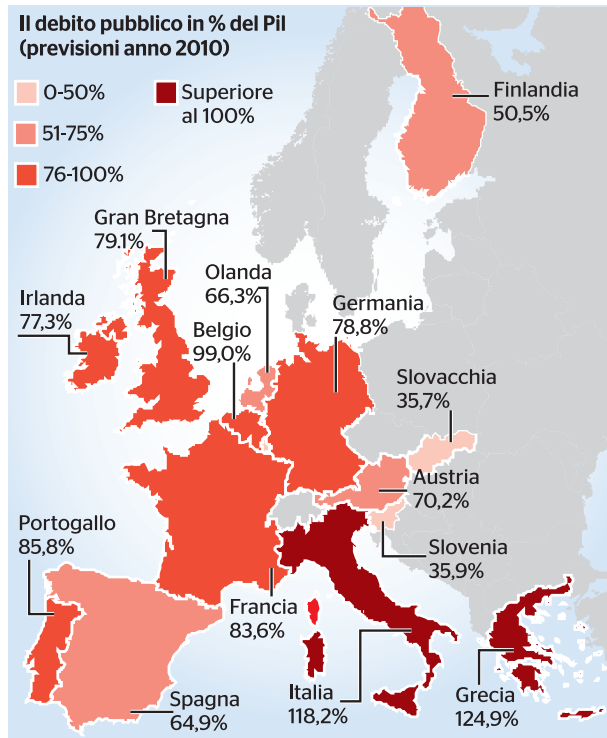 Il debito pubblico in % del Pil
(previsioni anno 2010)
0-50%
51-75%
76-100%
Superiore
al 100%
Finlandia
50,5%
Gran Bretagna
79.1%
Olanda
66,3%
Irlanda
77,3%
Belgio
99,0%
Germania
78,8%
Slovacchia
35,7%
Austria
70,2%
Portogallo
85,8%
Slovenia
35,9%
Francia
83,6%
Spagna
64,9%
Italia
118,2%
Grecia
124,9%